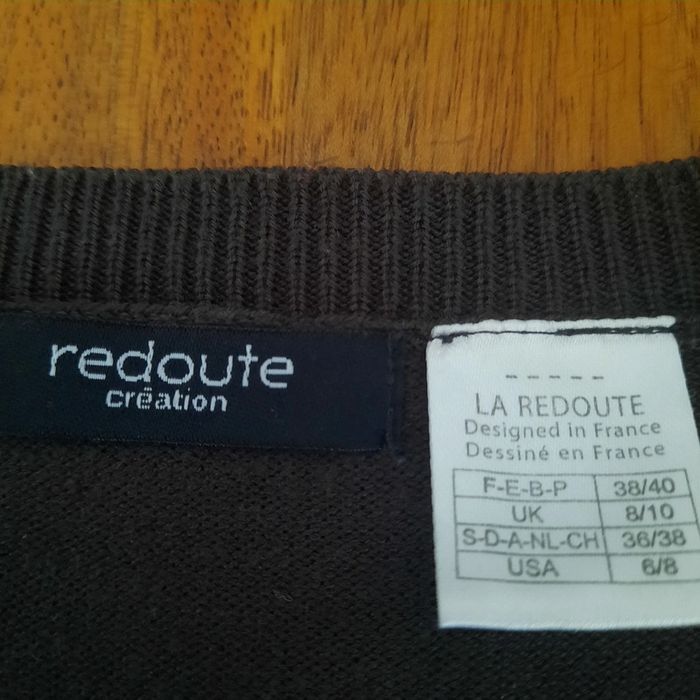 redoute
création
- - - - -
LA REDOUTE
Designed in France
Dessiné en France
F-E-B-P 38/40
UK 8/10
S-D-A-NL-CH 36/38
USA 6/8